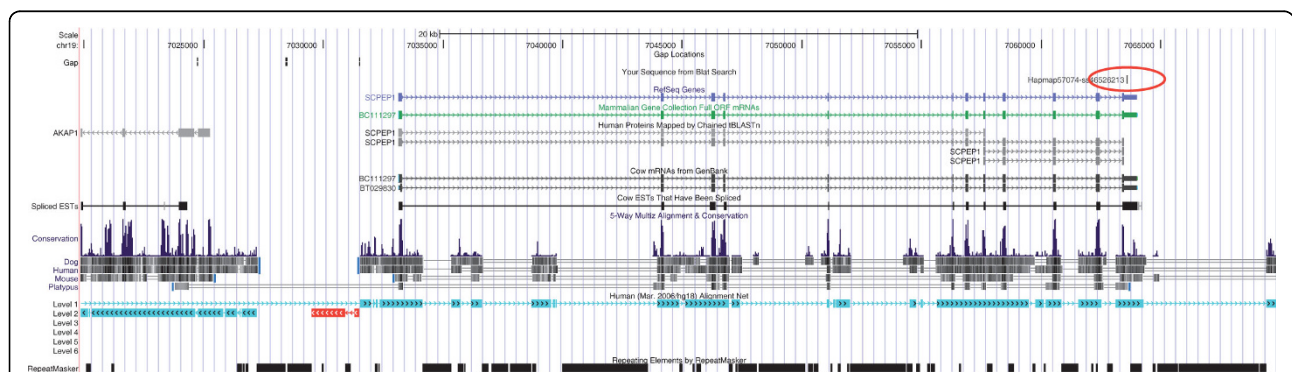 Scale 20 kb
chr19: 7025000 7030000 7035000 7040000 7045000 7050000 7055000 7060000 7065000
Gap Locations
Gap
Your Sequence from Blat Search
Hapmap57074-ss46526213
RefSeq Genes
SCPEP1
Mammalian Gene Collection Full ORF mRNAs
BC111297
Human Proteins Mapped by Chained tBLASTn
AKAP1 SCPEP1
SCPEP1
SCPEP1
SCPEP1
Cow mRNAs from GenBank
BC111297
BT029830
Cow ESTs That Have Been Spliced
Spliced ESTs
5-Way Multiz Alignment & Conservation
Conservation
Dog
Human
Mouse
Platypus
Human (Mar. 2006/hg18) Alignment Net
Level 1
Level 2
Level 3
Level 4
Level 5
Level 6
Repeating Elements by RepeatMasker
RepeatMasker